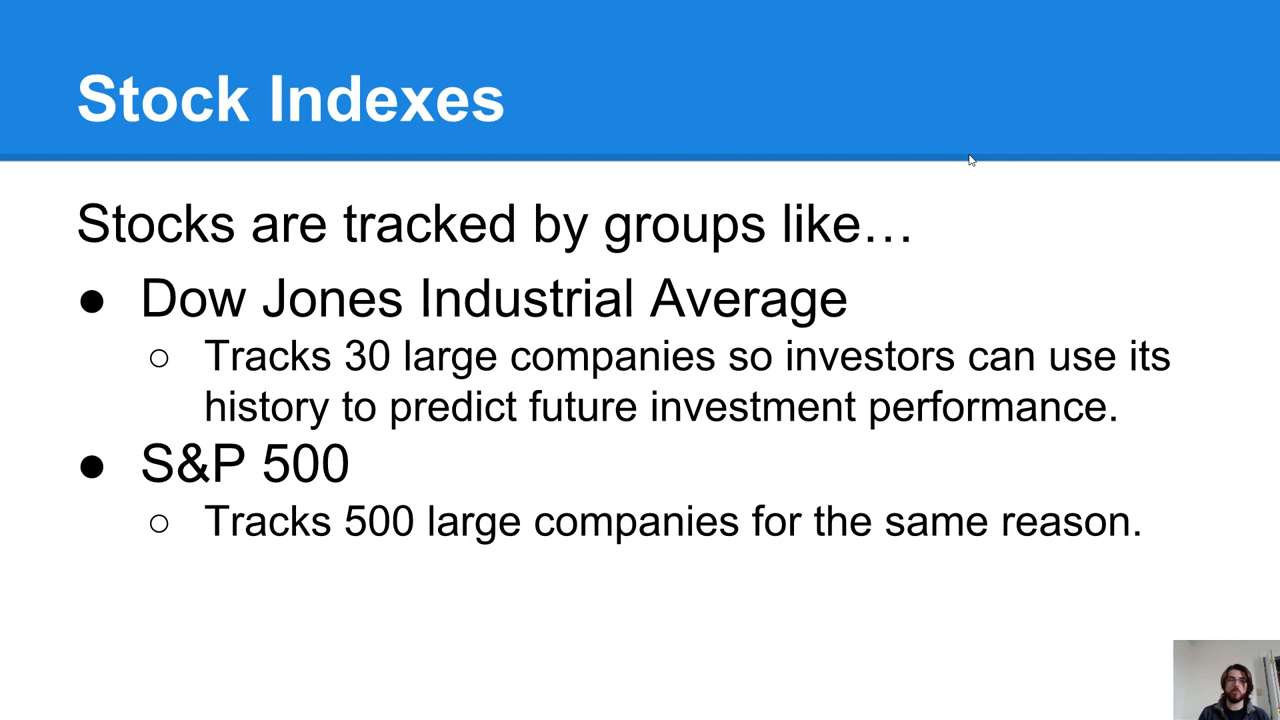 Stock Indexes
Stocks are tracked by groups like…
● Dow Jones Industrial Average
○ Tracks 30 large companies so investors can use its
history to predict future investment performance.
● S&P 500
○ Tracks 500 large companies for the same reason.